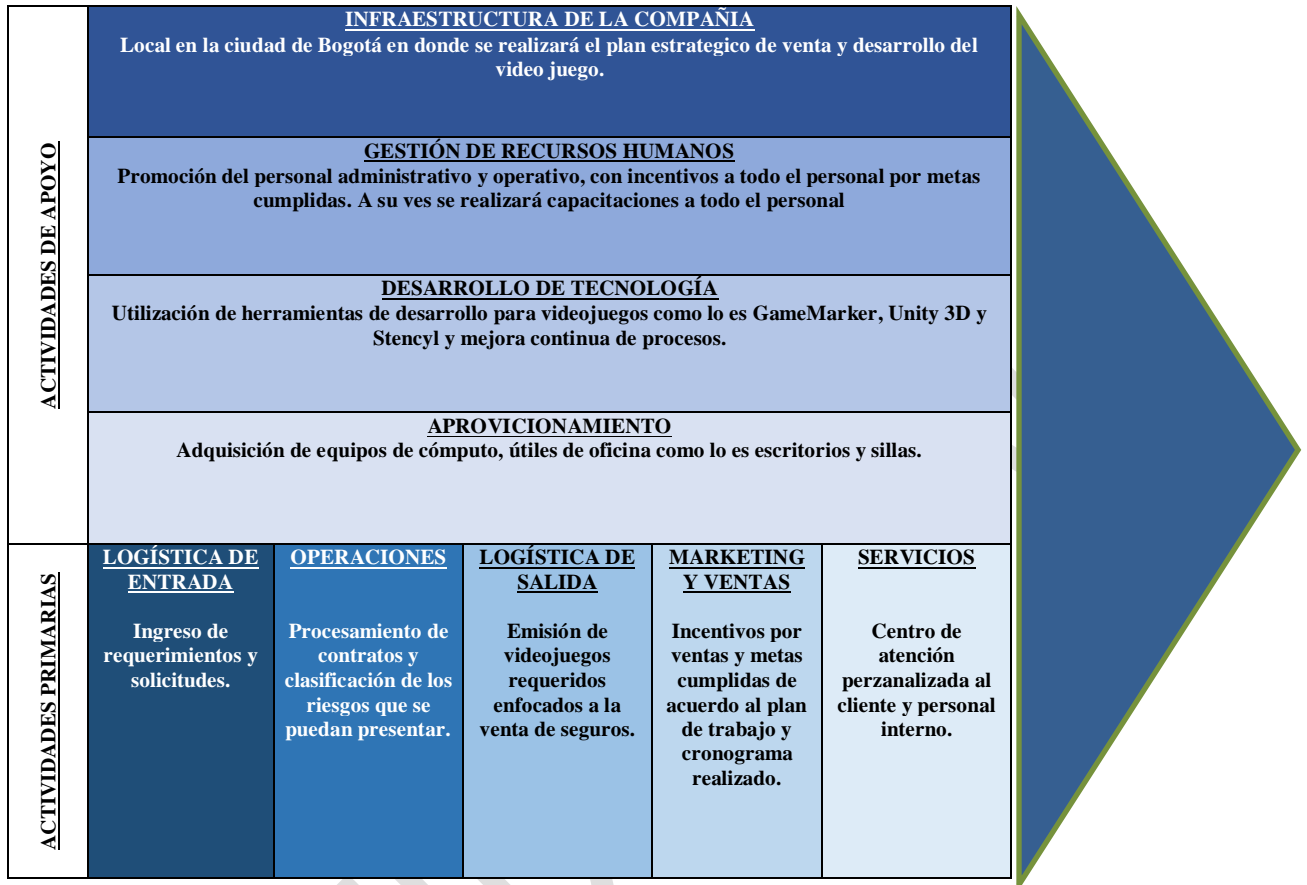 ACTIVIDADES DE APOYO
INFRAESTRUCTURA DE LA COMPAÑIA
Local en la ciudad de Bogotá en donde se realizará el plan estrategico de venta y desarrollo del
video juego.
GESTIÓN DE RECURSOS HUMANOS
Promoción del personal administrativo y operativo, con incentivos a todo el personal por metas
cumplidas. A su ves se realizará capacitaciones a todo el personal
DESARROLLO DE TECNOLOGÍA
Utilización de herramientas de desarrollo para videojuegos como lo es GameMarker, Unity 3D y
Stencyl y mejora continua de procesos.
APROVICIONAMIENTO
Adquisición de equipos de cómputo, útiles de oficina como lo es escritorios y sillas.
ACTIVIDADES PRIMARIAS
LOGÍSTICA DE
ENTRADA
Ingreso de
requerimientos y
solicitudes.
OPERACIONES
Procesamiento de
contratos y
clasificación de los
riesgos que se
puedan presentar.
LOGÍSTICA DE
SALIDA
Emisión de
videojuegos
requeridos
enfocados a la
venta de seguros.
MARKETING
Y VENTAS
Incentivos por
ventas y metas
cumplidas de
acuerdo al plan
de trabajo y
cronograma
realizado.
SERVICIOS
Centro de
atención
perzanalizada al
cliente y personal
interno.